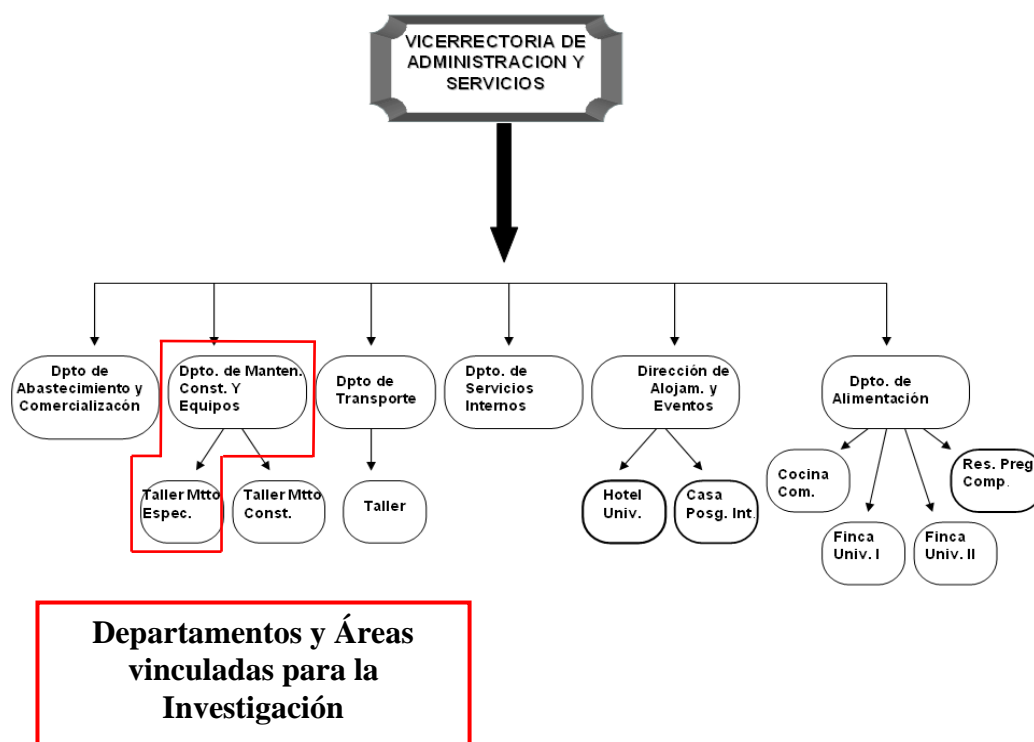 VICERRECTORIA DE
ADMINISTRACION Y
SERVICIOS
Dpto de
Abastecimiento y
Comercializacón
Dpto. de Manten.
Const. Y
Equipos
Dpto de
Transporte
Dpto. de
Servicios
Internos
Dirección de
Alojam. y
Eventos
Dpto. de
Alimentación
Taller Mtto
Espec.
Taller Mtto
Const.
Taller
Hotel
Univ.
Casa
Posg. Int.
Cocina
Com.
Finca
Univ. I
Finca
Univ. II
Res. Preg
Comp.
Departamentos y Áreas
vinculadas para la
Investigación